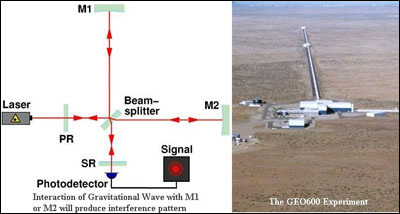 M1
Laser
Beam-
splitter
M2
PR
SR
Signal
Photodetector
Interaction of Gravitational Wave with M1
or M2 will produce interference pattern
The GEO600 Experiment